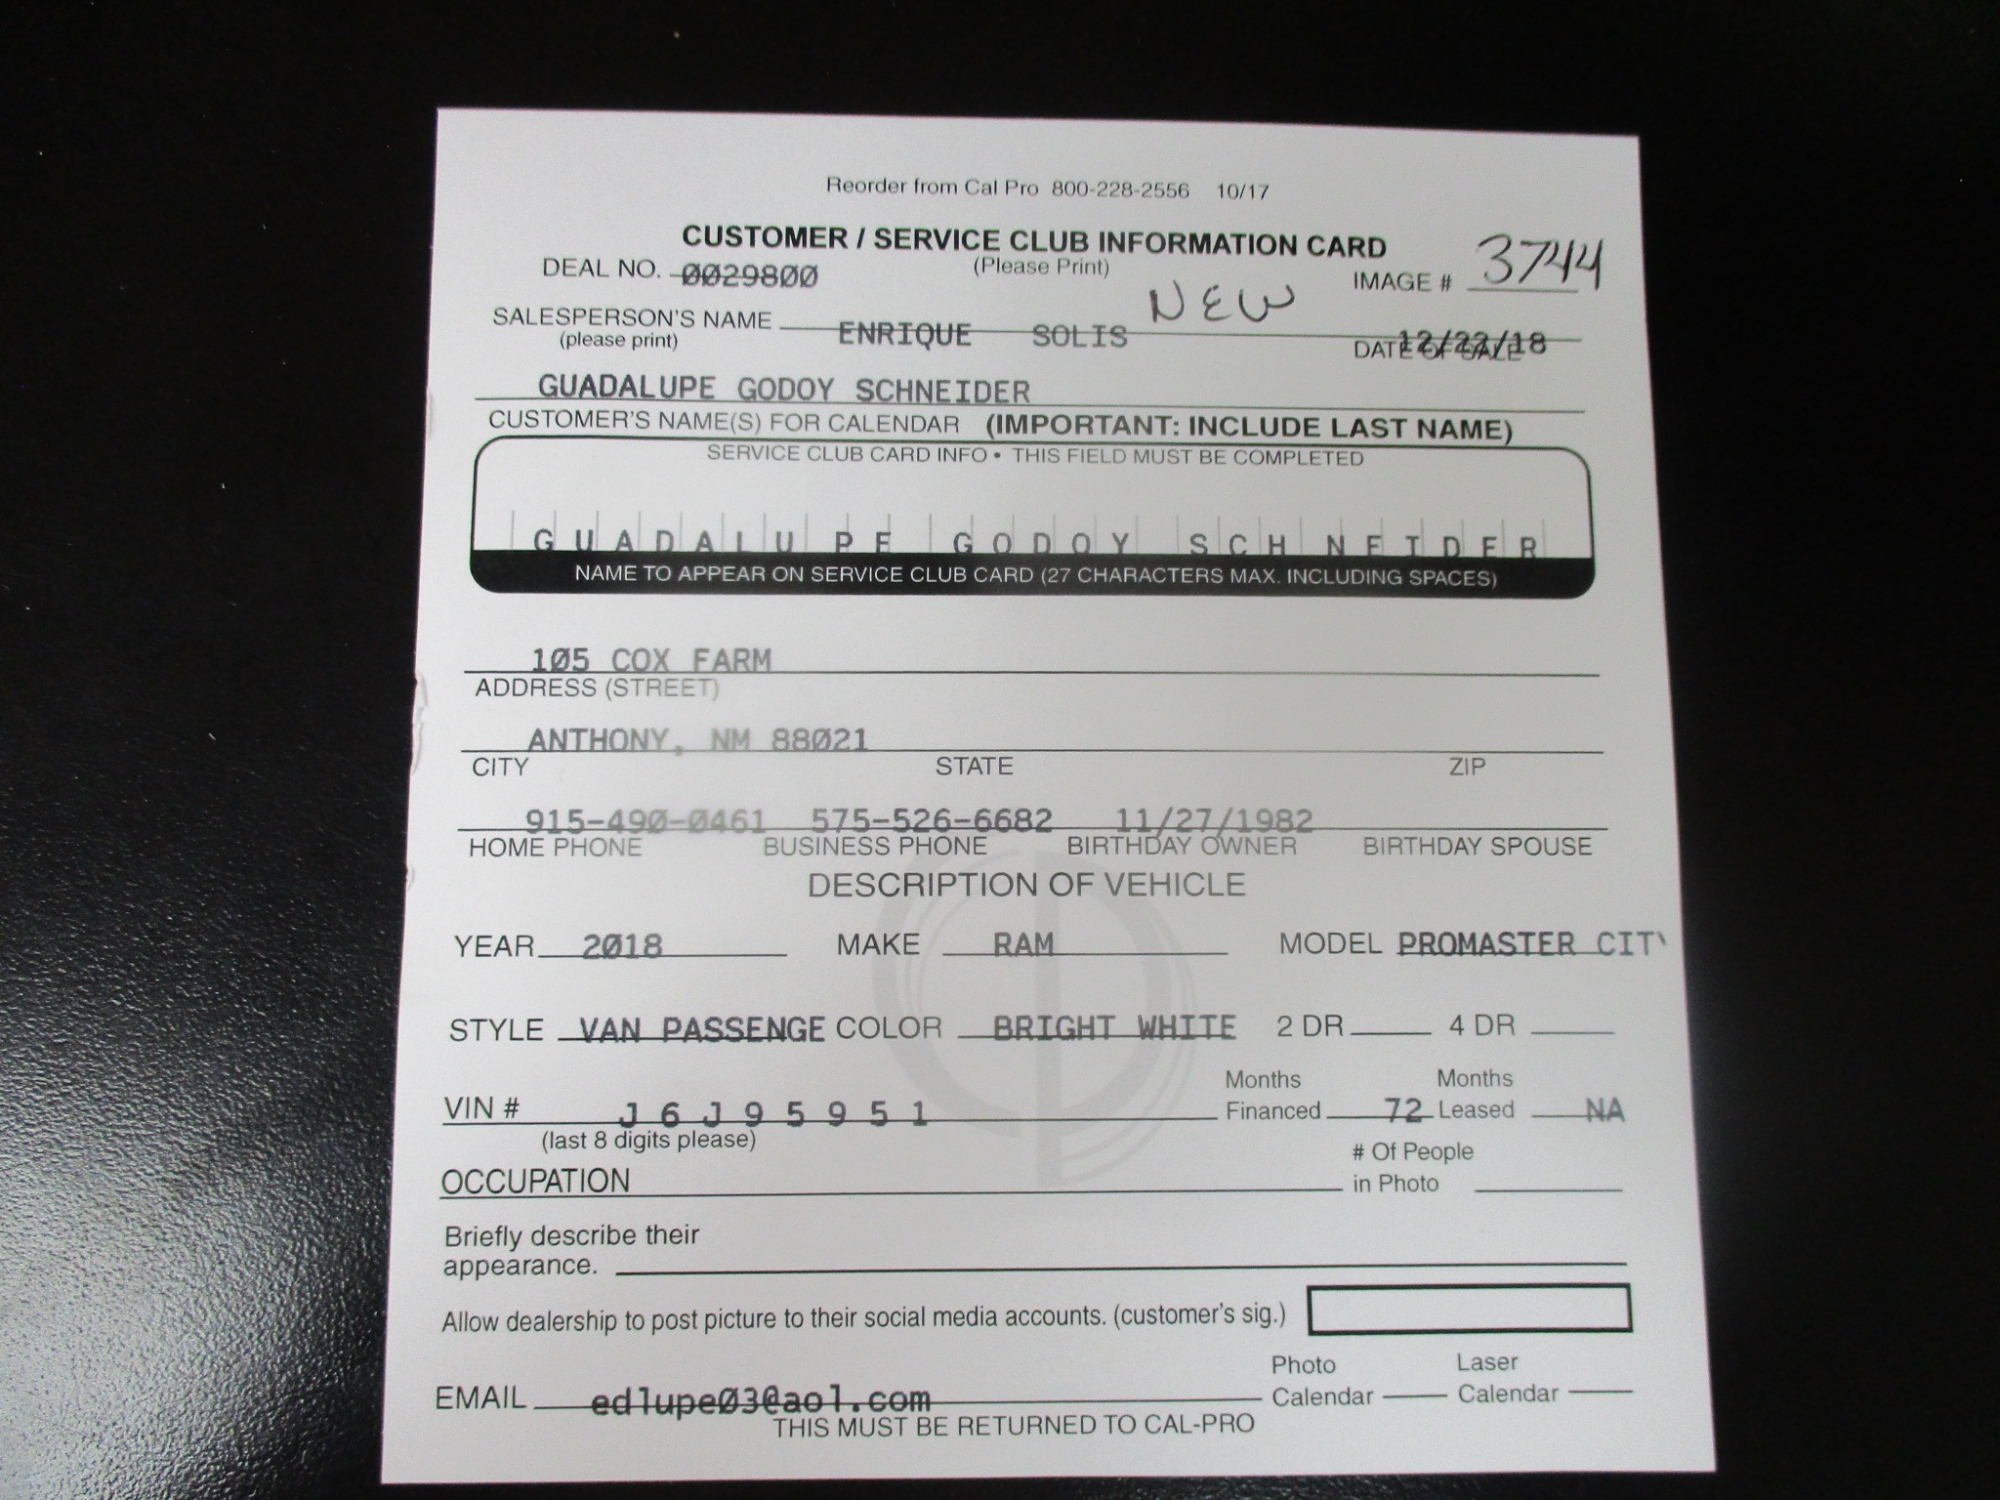 Reorder from Cal Pro 800-228-2556 10/17
CUSTOMER / SERVICE CLUB INFORMATION CARD
(Please Print)
DEAL NO. 0029800
IMAGE # 3744
NEW
SALESPERSON'S NAME ENRIQUE SOLIS
(please print)
DATE OF SALE 12/22/18
GUADALUPE GODOY SCHNEIDER
CUSTOMER'S NAME(S) FOR CALENDAR (IMPORTANT: INCLUDE LAST NAME)
SERVICE CLUB CARD INFO • THIS FIELD MUST BE COMPLETED
GUADALUPE GODOY SCHNEIDER
NAME TO APPEAR ON SERVICE CLUB CARD (27 CHARACTERS MAX. INCLUDING SPACES)
105 COX FARM
ADDRESS (STREET)
ANTHONY, NM 88021
CITY STATE ZIP
915-490-0461 575-526-6682 11/27/1982
HOME PHONE BUSINESS PHONE BIRTHDAY OWNER BIRTHDAY SPOUSE
DESCRIPTION OF VEHICLE
YEAR 2018 MAKE RAM MODEL PROMASTER CITY
STYLE VAN PASSENGE COLOR BRIGHT WHITE 2 DR 4 DR
VIN # J6J95951 Months Financed 72 Months Leased NA
(last 8 digits please)
OCCUPATION # Of People in Photo
Briefly describe their
appearance.
Allow dealership to post picture to their social media accounts. (customer's sig.)
EMAIL edlupe03@aol.com Photo Calendar Laser Calendar
THIS MUST BE RETURNED TO CAL-PRO